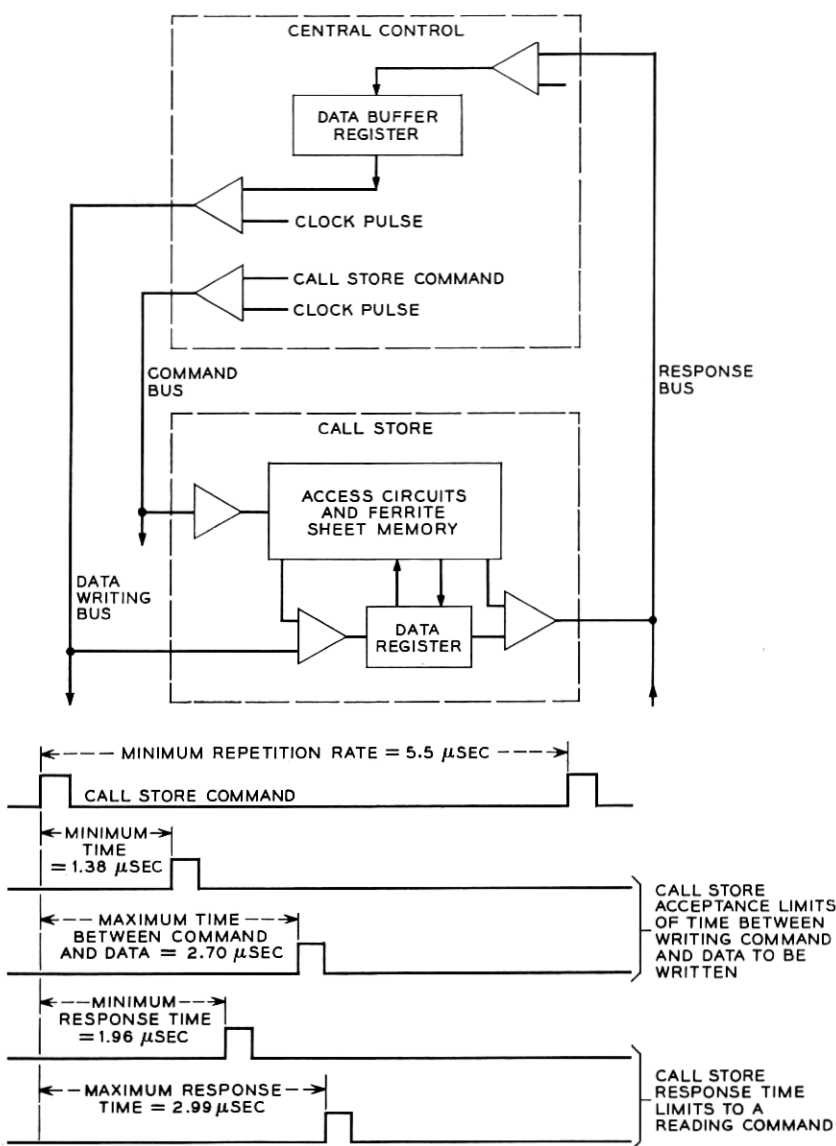 CENTRAL CONTROL
DATA BUFFER
REGISTER
CLOCK PULSE
CALL STORE COMMAND
CLOCK PULSE
COMMAND
BUS
RESPONSE
BUS
CALL STORE
ACCESS CIRCUITS
AND FERRITE
SHEET MEMORY
DATA
WRITING
BUS
DATA
REGISTER
MINIMUM REPETITION RATE = 5.5 μSEC
CALL STORE COMMAND
MINIMUM
TIME
= 1.38 μSEC
MAXIMUM TIME
BETWEEN COMMAND
AND DATA = 2.70 μSEC
CALL STORE
ACCEPTANCE LIMITS
OF TIME BETWEEN
WRITING COMMAND
AND DATA TO BE
WRITTEN
MINIMUM
RESPONSE TIME
=1.96 μSEC
MAXIMUM RESPONSE
TIME = 2.99 μSEC
CALL STORE
RESPONSE TIME
LIMITS TO A
READING COMMAND